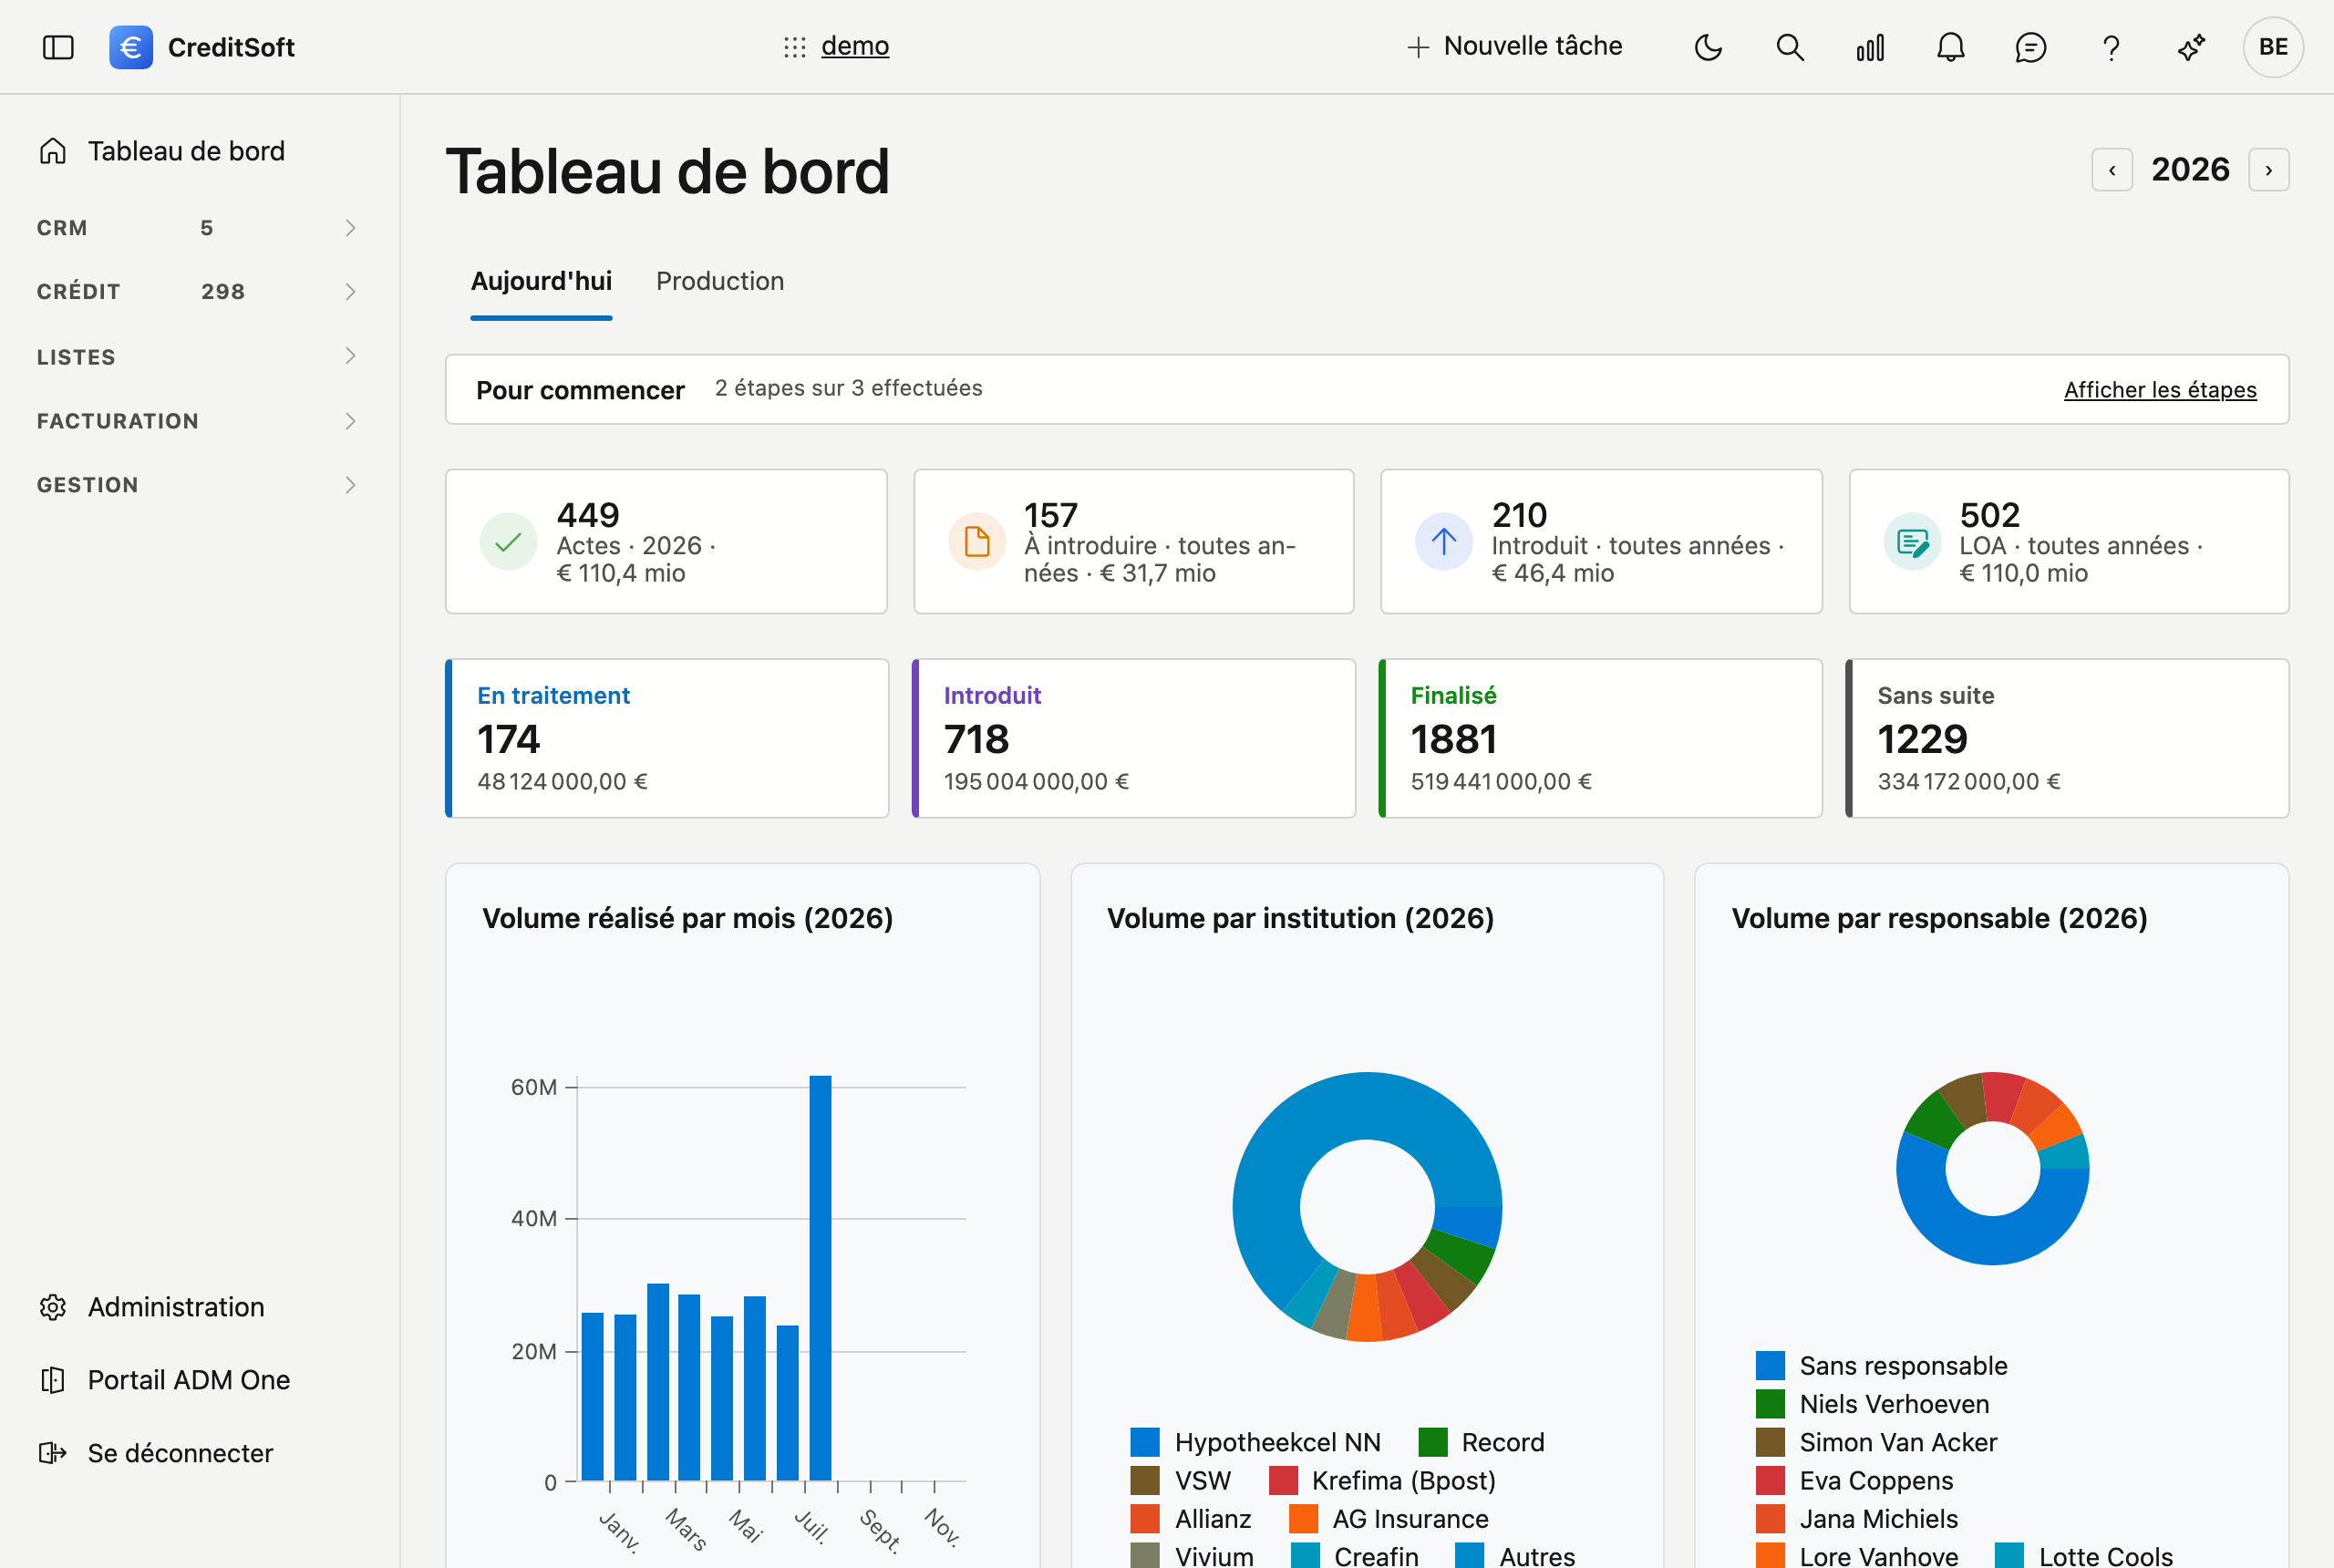 CreditSoft
demo
Nouvelle tâche
BE
Tableau de bord
CRM 5
CRÉDIT 298
LISTES
FACTURATION
GESTION
Administration
Portail ADM One
Se déconnecter
Tableau de bord
2026
Aujourd'hui
Production
Pour commencer 2 étapes sur 3 effectuées
Afficher les étapes
449
Actes · 2026 ·
€ 110,4 mio
157
À introduire · toutes an-
nées · € 31,7 mio
210
Introduit · toutes années ·
€ 46,4 mio
502
LOA · toutes années ·
€ 110,0 mio
En traitement
174
48 124 000,00 €
Introduit
718
195 004 000,00 €
Finalisé
1881
519 441 000,00 €
Sans suite
1229
334 172 000,00 €
Volume réalisé par mois (2026)
60M
40M
20M
0
Janv.
Mars
Mai
Juil.
Sept.
Nov.
Volume par institution (2026)
Hypotheekcel NN Record
VSW Krefima (Bpost)
Allianz AG Insurance
Vivium Creafin Autres
Volume par responsable (2026)
Sans responsable
Niels Verhoeven
Simon Van Acker
Eva Coppens
Jana Michiels
Lore Vanhove Lotte Cools